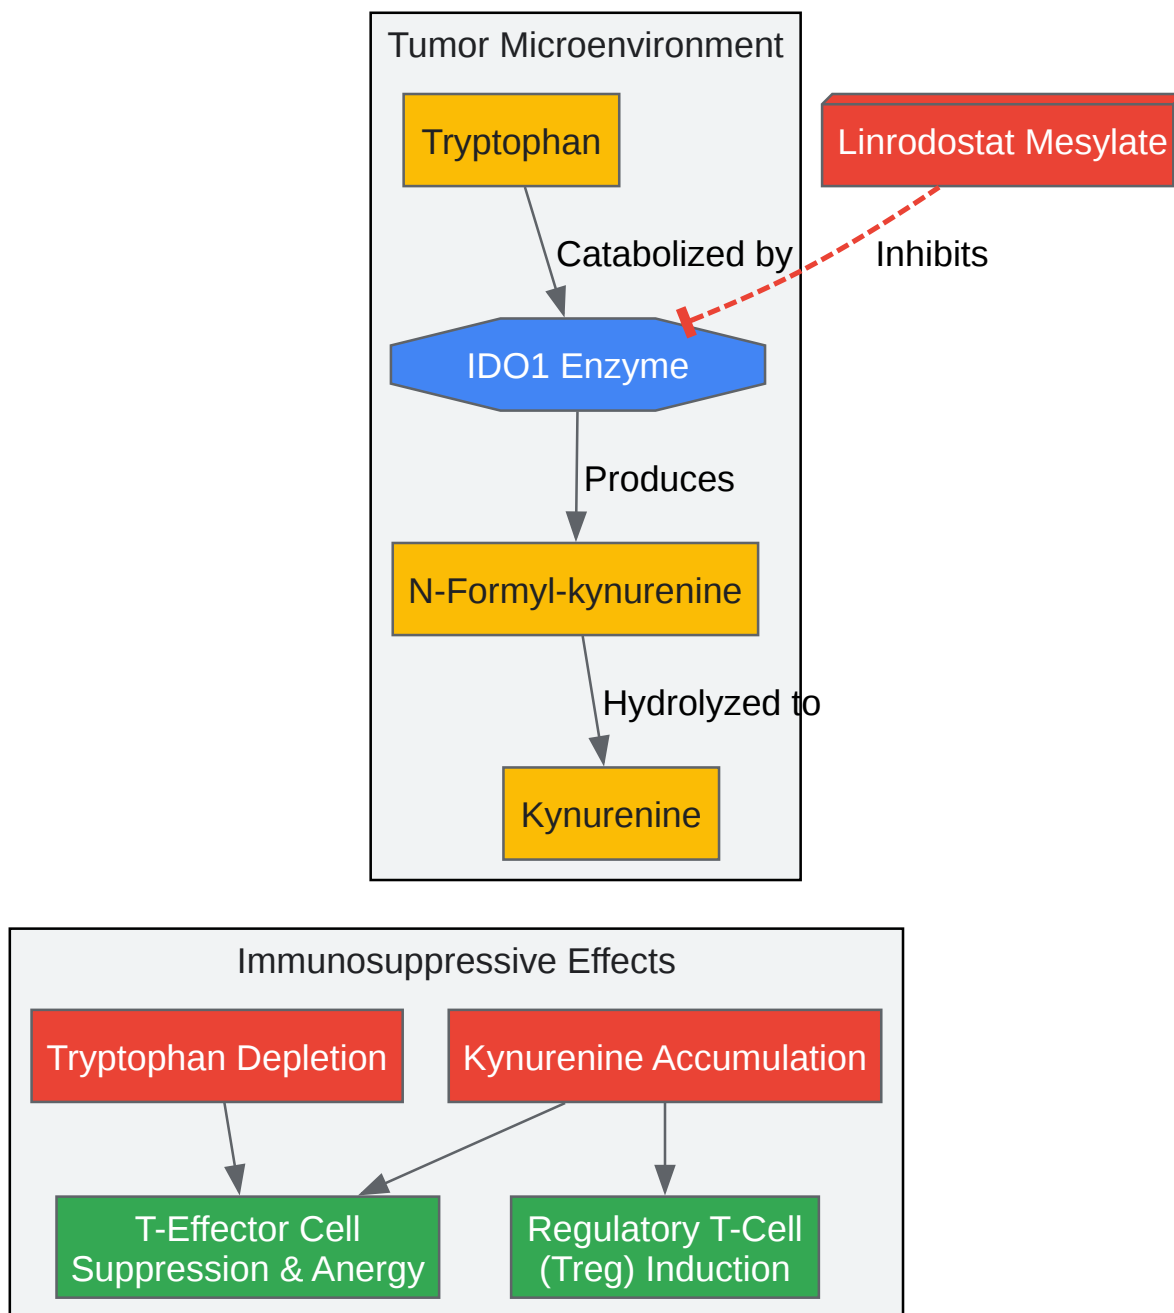 Tumor Microenvironment
Tryptophan
Linrodostat Mesylate
Catabolized by
Inhibits
IDO1 Enzyme
Produces
N-Formyl-kynurenine
Hydrolyzed to
Kynurenine
Immunosuppressive Effects
Tryptophan Depletion
Kynurenine Accumulation
T-Effector Cell
Suppression & Anergy
Regulatory T-Cell
(Treg) Induction